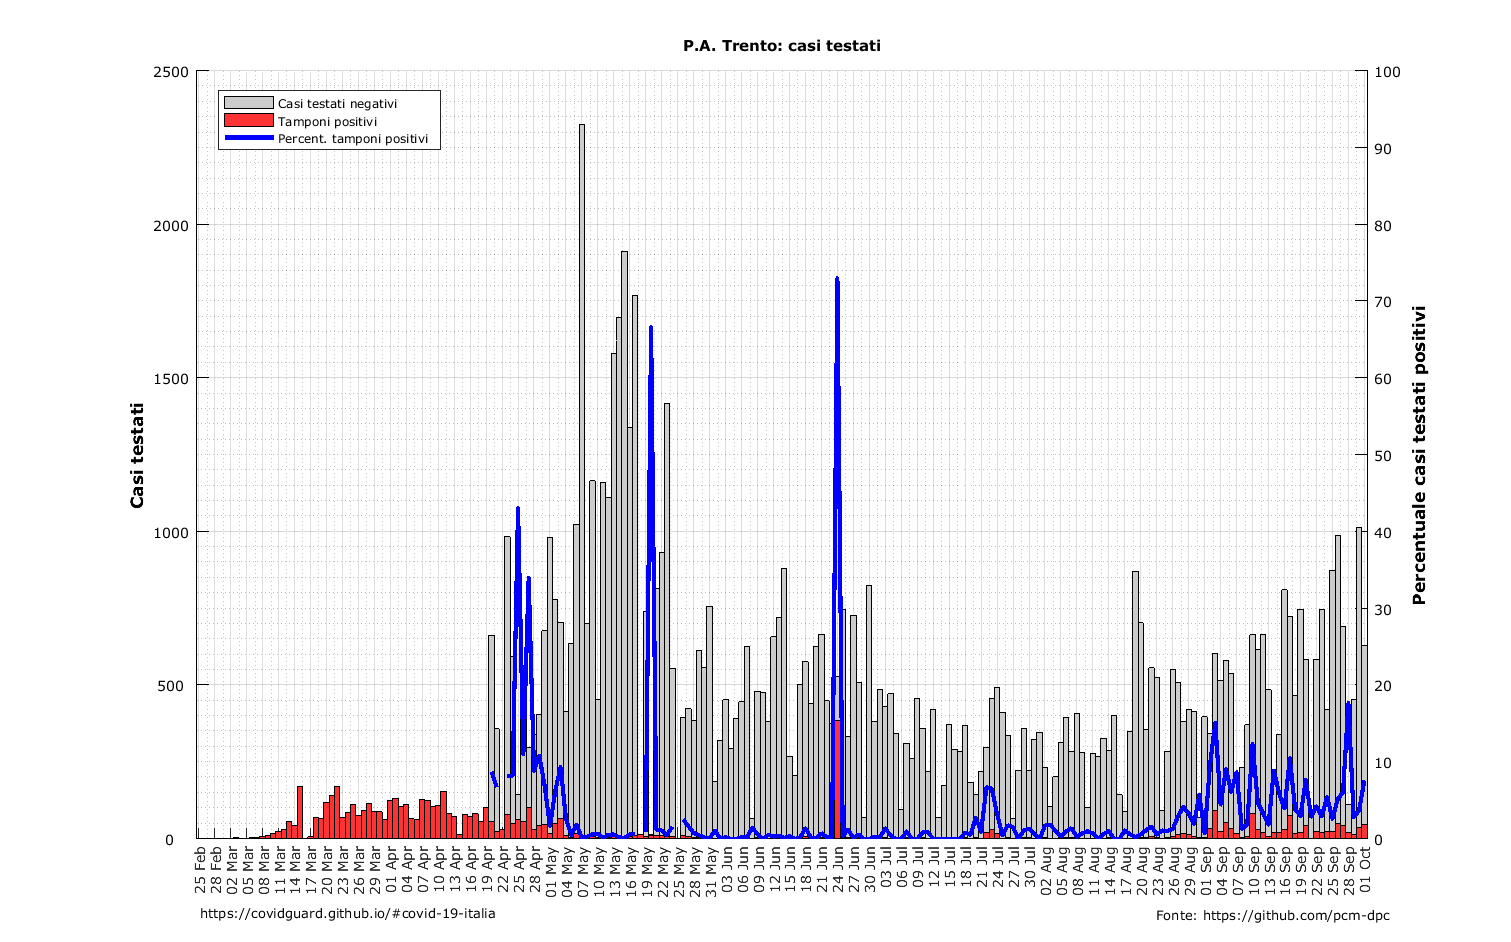 P.A. Trento: casi testati
Casi testati negativi
Tamponi positivi
Percent. tamponi positivi
Casi testati
2500
2000
1500
1000
500
0
100
90
80
70
60
50
40
30
20
10
0
Percentuale casi testati positivi
25 Feb
28 Feb
02 Mar
05 Mar
08 Mar
11 Mar
14 Mar
17 Mar
20 Mar
23 Mar
26 Mar
29 Mar
01 Apr
04 Apr
07 Apr
10 Apr
13 Apr
16 Apr
19 Apr
22 Apr
25 Apr
28 Apr
01 May
04 May
07 May
10 May
13 May
16 May
19 May
22 May
25 May
28 May
31 May
03 Jun
06 Jun
09 Jun
12 Jun
15 Jun
18 Jun
21 Jun
24 Jun
27 Jun
30 Jun
03 Jul
06 Jul
09 Jul
12 Jul
15 Jul
18 Jul
21 Jul
24 Jul
27 Jul
30 Jul
02 Aug
05 Aug
08 Aug
11 Aug
14 Aug
17 Aug
20 Aug
23 Aug
26 Aug
29 Aug
01 Sep
04 Sep
07 Sep
10 Sep
13 Sep
16 Sep
19 Sep
22 Sep
25 Sep
28 Sep
01 Oct
https://covidguard.github.io/#covid-19-italia
Fonte: https://github.com/pcm-dpc